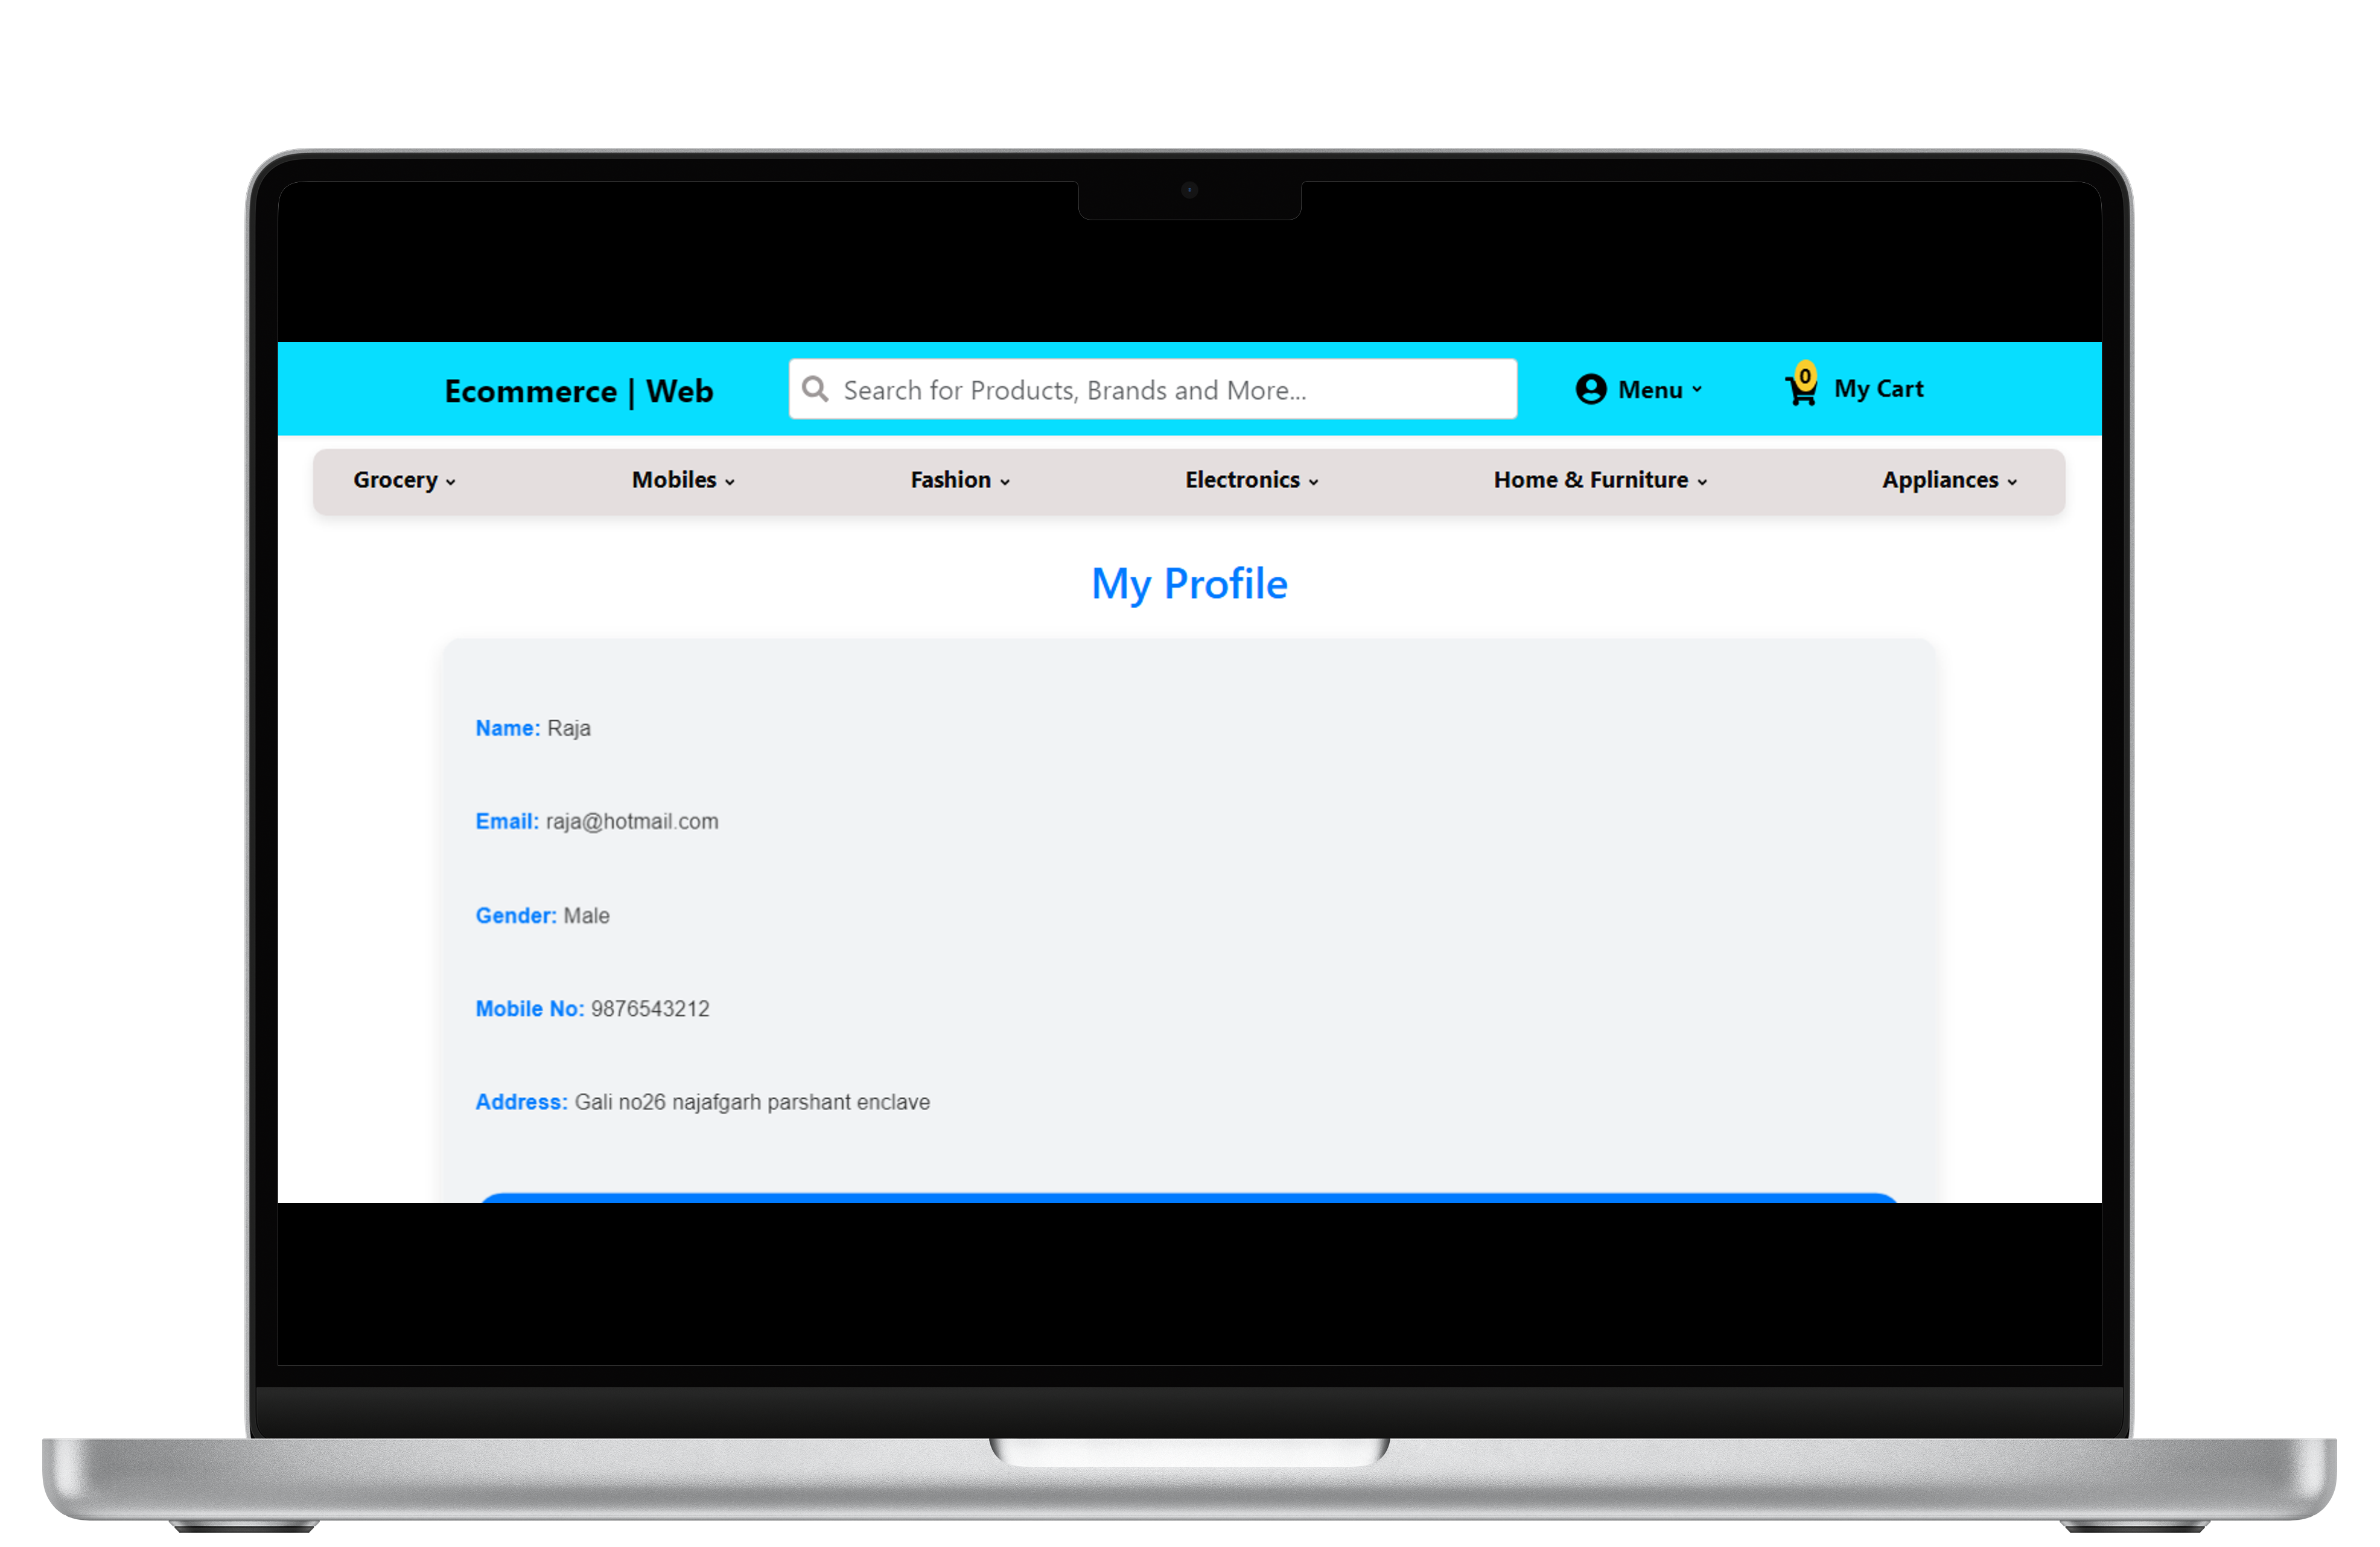 Ecommerce | Web
Search for Products, Brands and More...
Menu
0
My Cart
Grocery
Mobiles
Fashion
Electronics
Home & Furniture
Appliances
My Profile
Name: Raja
Email: raja@hotmail.com
Gender: Male
Mobile No: 9876543212
Address: Gali no26 najafgarh parshant enclave